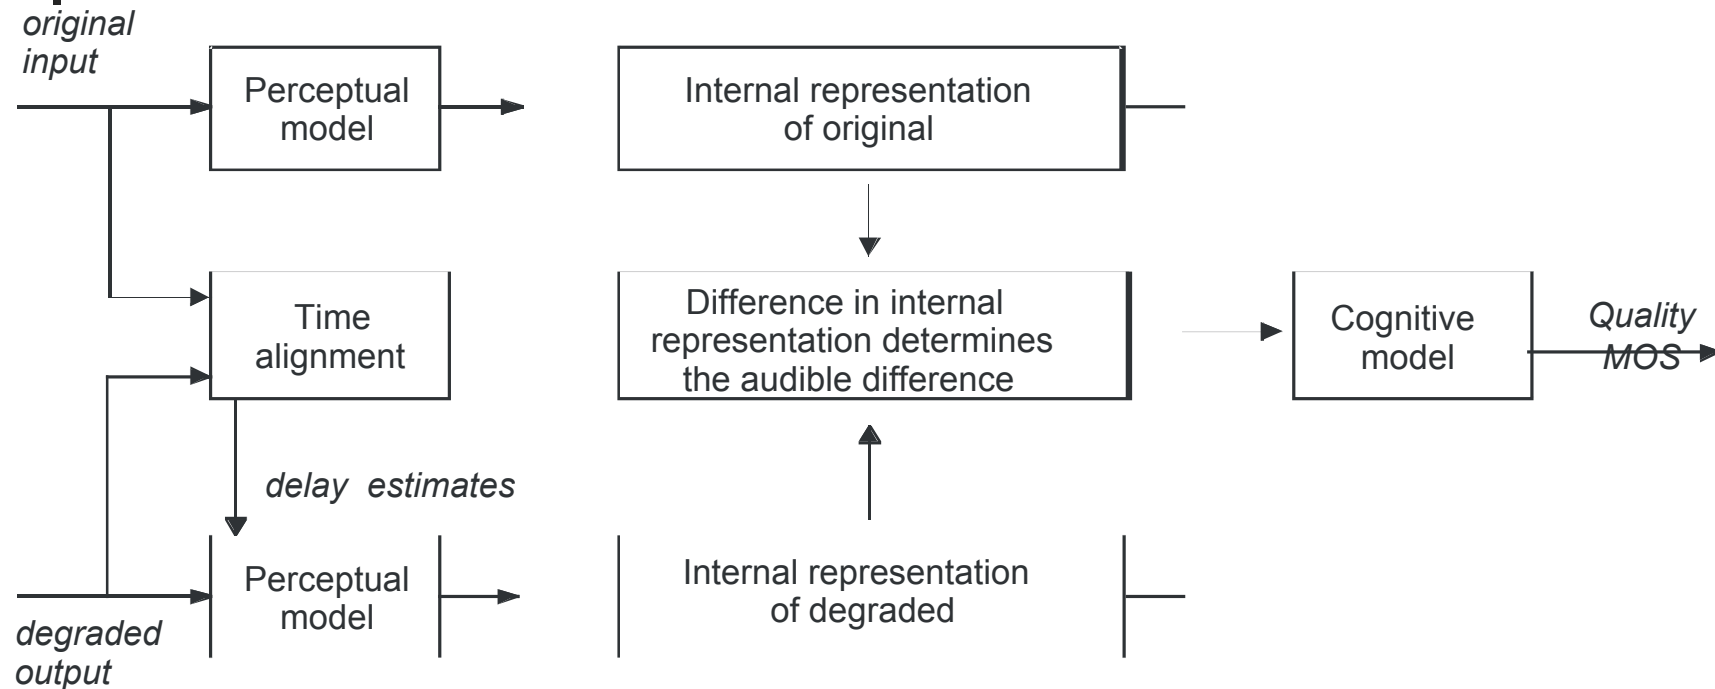 original
input
Perceptual
model
Internal representation
of original
Time
alignment
Difference in internal
representation determines
the audible difference
Cognitive
model
Quality
MOS
delay estimates
Perceptual
model
Internal representation
of degraded
degraded
output